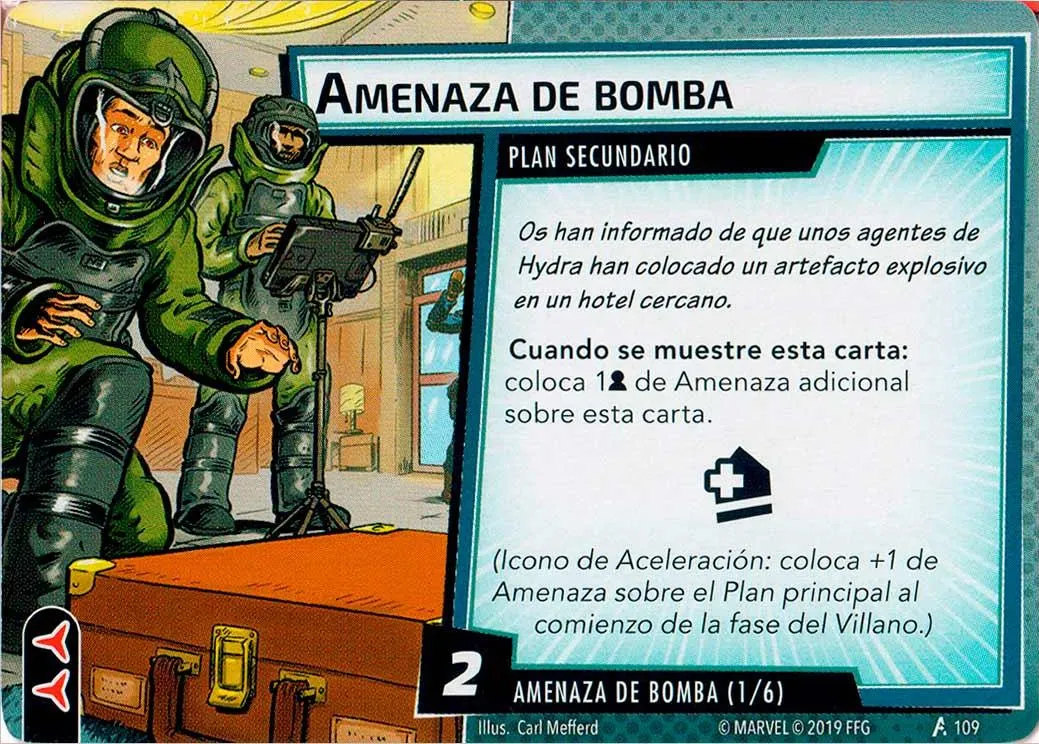 AMENAZA DE BOMBA
PLAN SECUNDARIO
Os han informado de que unos agentes de
Hydra han colocado un artefacto explosivo
en un hotel cercano.
Cuando se muestre esta carta:
coloca 1 de Amenaza adicional
sobre esta carta.
(Icono de Aceleración: coloca +1 de
Amenaza sobre el Plan principal al
comienzo de la fase del Villano.)
2
AMENAZA DE BOMBA (1/6)
Illus. Carl Mefferd
© MARVEL © 2019 FFG
109